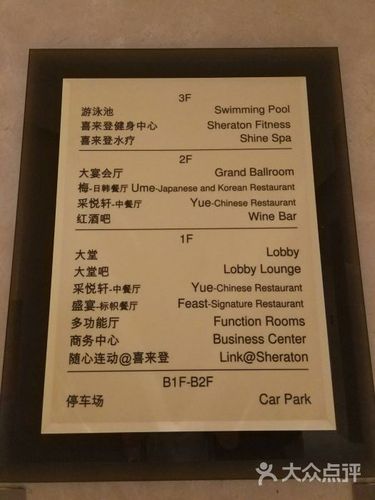 3F
游泳池 Swimming Pool
喜来登健身中心 Sheraton Fitness
喜来登水疗 Shine Spa
2F
大宴会厅 Grand Ballroom
梅-日韩餐厅 Ume-Japanese and Korean Restaurant
采悦轩-中餐厅 Yue-Chinese Restaurant
红酒吧 Wine Bar
1F
大堂 Lobby
大堂吧 Lobby Lounge
采悦轩-中餐厅 Yue-Chinese Restaurant
盛宴-标帜餐厅 Feast-Signature Restaurant
多功能厅 Function Rooms
商务中心 Business Center
随心连动@喜来登 Link@Sheraton
B1F-B2F
停车场 Car Park
大众点评